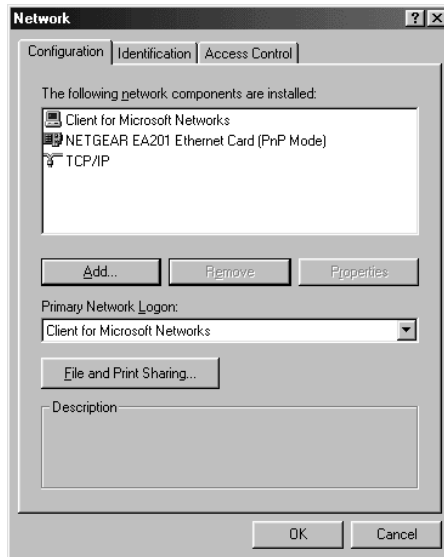 Network
Configuration Identification Access Control
The following network components are installed:
Client for Microsoft Networks
NETGEAR EA201 Ethernet Card (PnP Mode)
TCP/IP
Add... Remove Properties
Primary Network Logon:
Client for Microsoft Networks
File and Print Sharing...
Description
OK Cancel